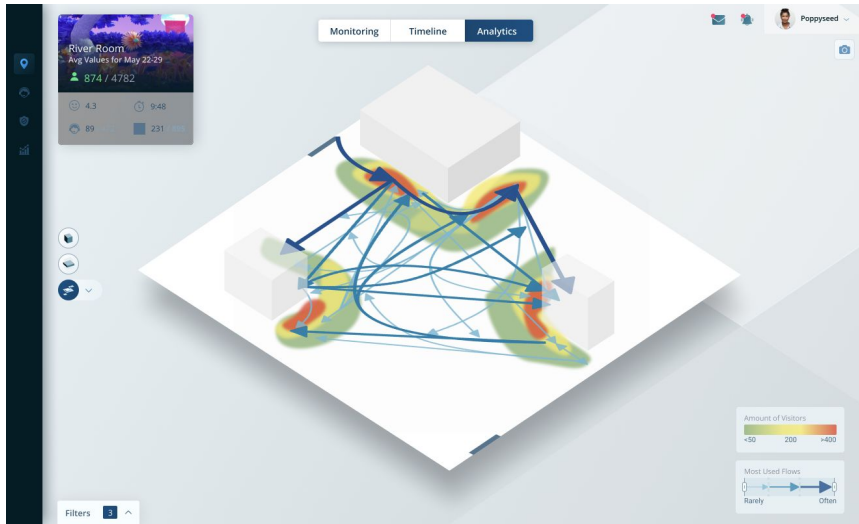 Monitoring
Timeline
Analytics
Poppyseed
River Room
Avg Values for May 22-29
874 / 4782
4.3
9:48
89
231
Amount of Visitors
<50
200
>400
Most Used Flows
Rarely
Often
Filters
3